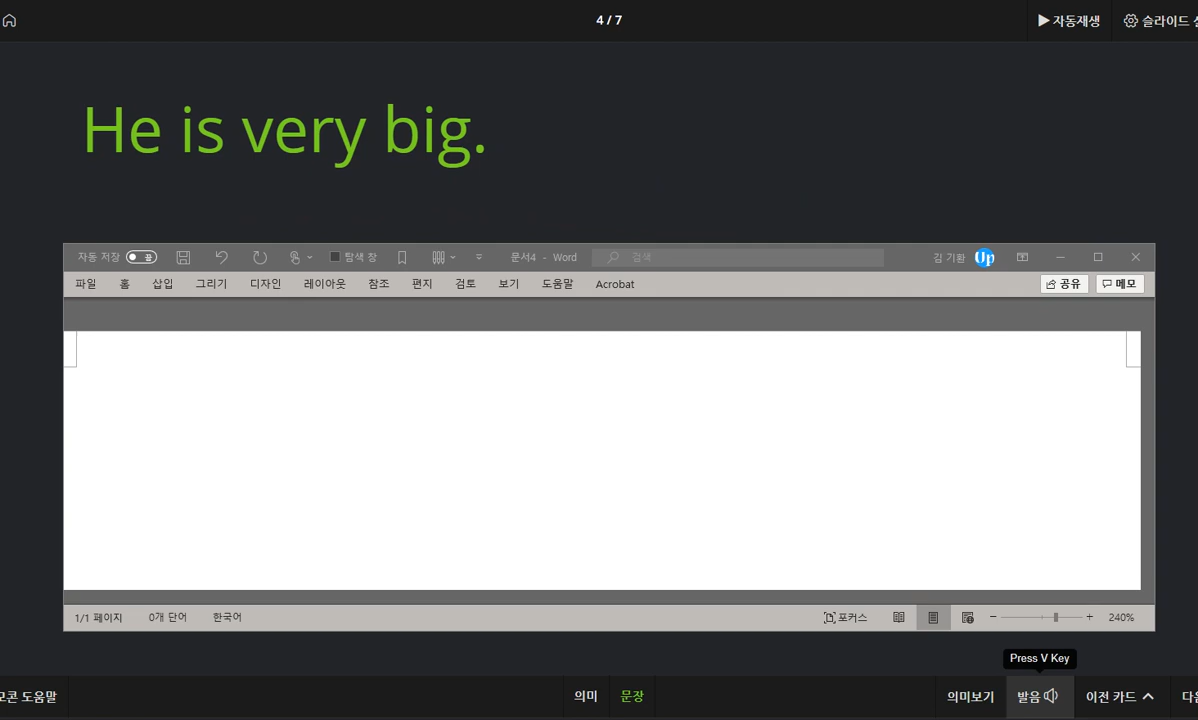 4 / 7
자동재생
슬라이드
He is very big.
자동 저장 끔
탐색 창
문서4 - Word
검색
김 기환
Up
파일 홈 삽입 그리기 디자인 레이아웃 참조 편지 검토 보기 도움말 Acrobat
공유
메모
1/1 페이지 0개 단어 한국어
포커스
240%
Press V Key
도움말
의미 문장
의미보기 발음 이전 카드